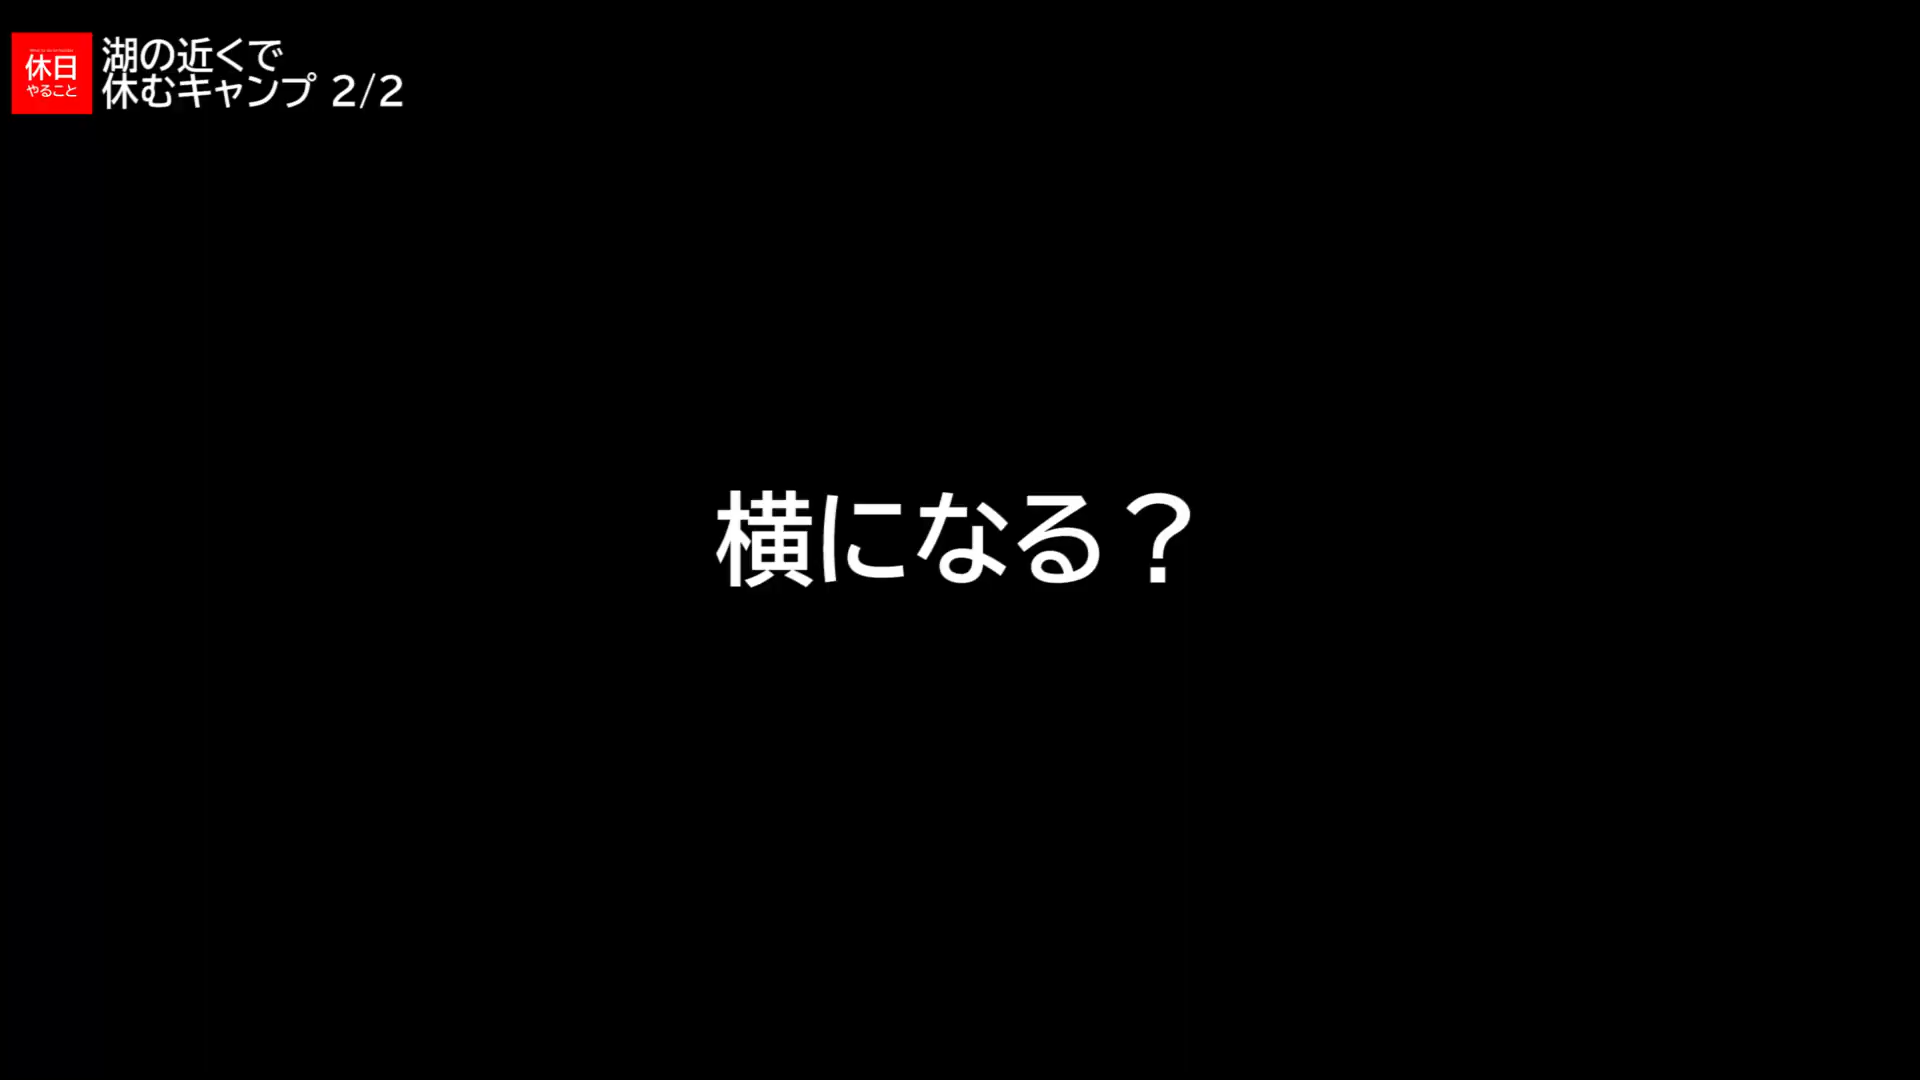 休日
やること
湖の近くで
休むキャンプ 2/2
横になる？